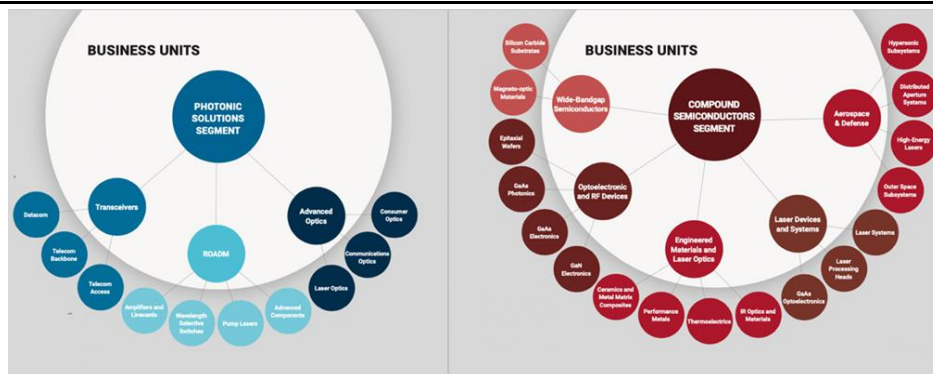 BUSINESS UNITS
PHOTONIC
SOLUTIONS
SEGMENT
Transceivers
Datacom
Telecom
Backbone
Telecom
Access
ROADM
Amplifiers and
Linecards
Wavelength
Selective
Switches
Pump Lasers
Advanced
Components
Advanced
Optics
Consumer
Optics
Communications
Optics
Laser Optics
BUSINESS UNITS
COMPOUND
SEMICONDUCTORS
SEGMENT
Wide-Bandgap
Semiconductors
Silicon Carbide
Substrates
Magneto-optic
Materials
Optoelectronic
and RF Devices
Epitaxial
Wafers
GaAs
Photonics
GaAs
Electronics
GaN
Electronics
Engineered
Materials and
Laser Optics
Ceramics and
Metal Matrix
Composites
Performance
Metals
Thermoelectrics
IR Optics and
Materials
Laser Devices
and Systems
Laser Systems
Laser
Processing
Heads
GaAs
Optoelectronics
Aerospace
& Defense
Hypersonic
Subsystems
Distributed
Aperture
Systems
High-Energy
Lasers
Outer Space
Subsystems